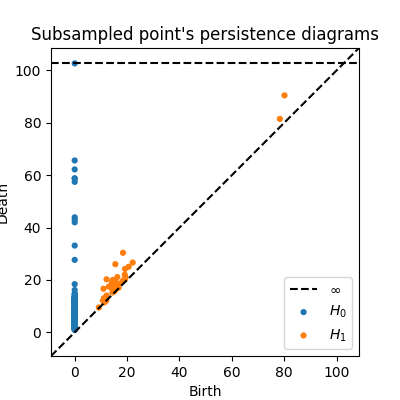 Subsampled point's persistence diagrams
100
80
60
40
20
0
Death
0 20 40 60 80 100
Birth
∞
H₀
H₁